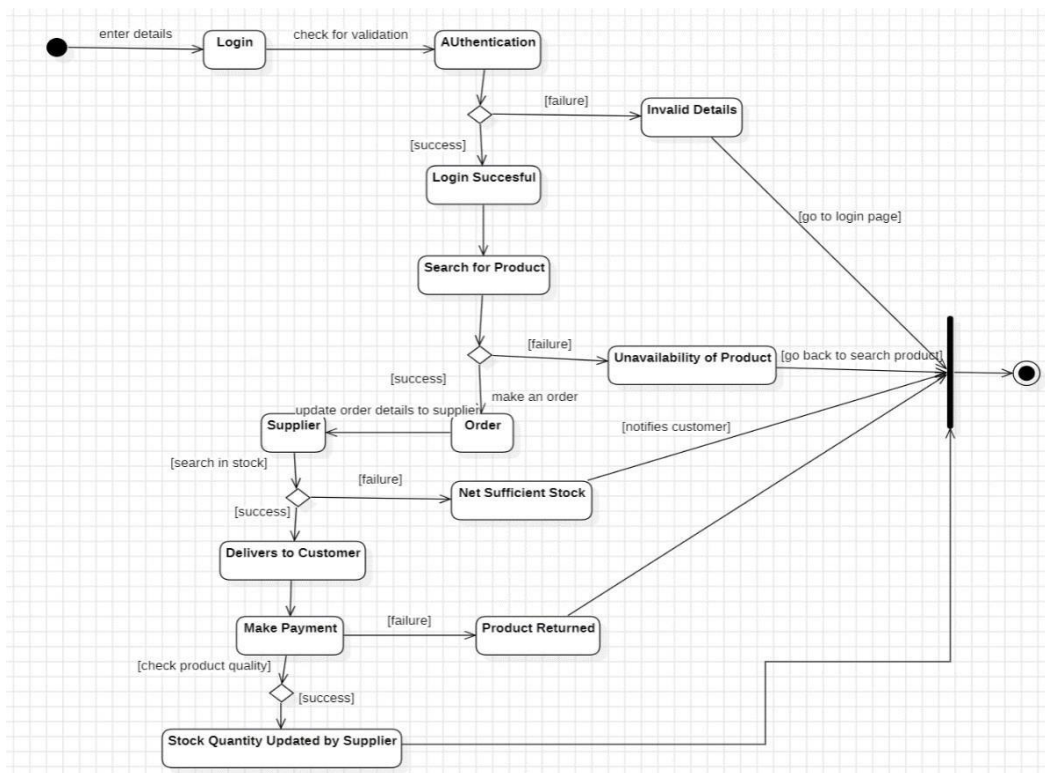 enter details
Login
check for validation
AUthentication
[failure]
Invalid Details
[success]
Login Succesful
[go to login page]
Search for Product
[failure]
Unavailability of Product
[go back to search product]
[success]
make an order
update order details to supplier
Supplier
Order
[notifies customer]
[search in stock]
[failure]
Net Sufficient Stock
[success]
Delivers to Customer
Make Payment
[failure]
Product Returned
[check product quality]
[success]
Stock Quantity Updated by Supplier